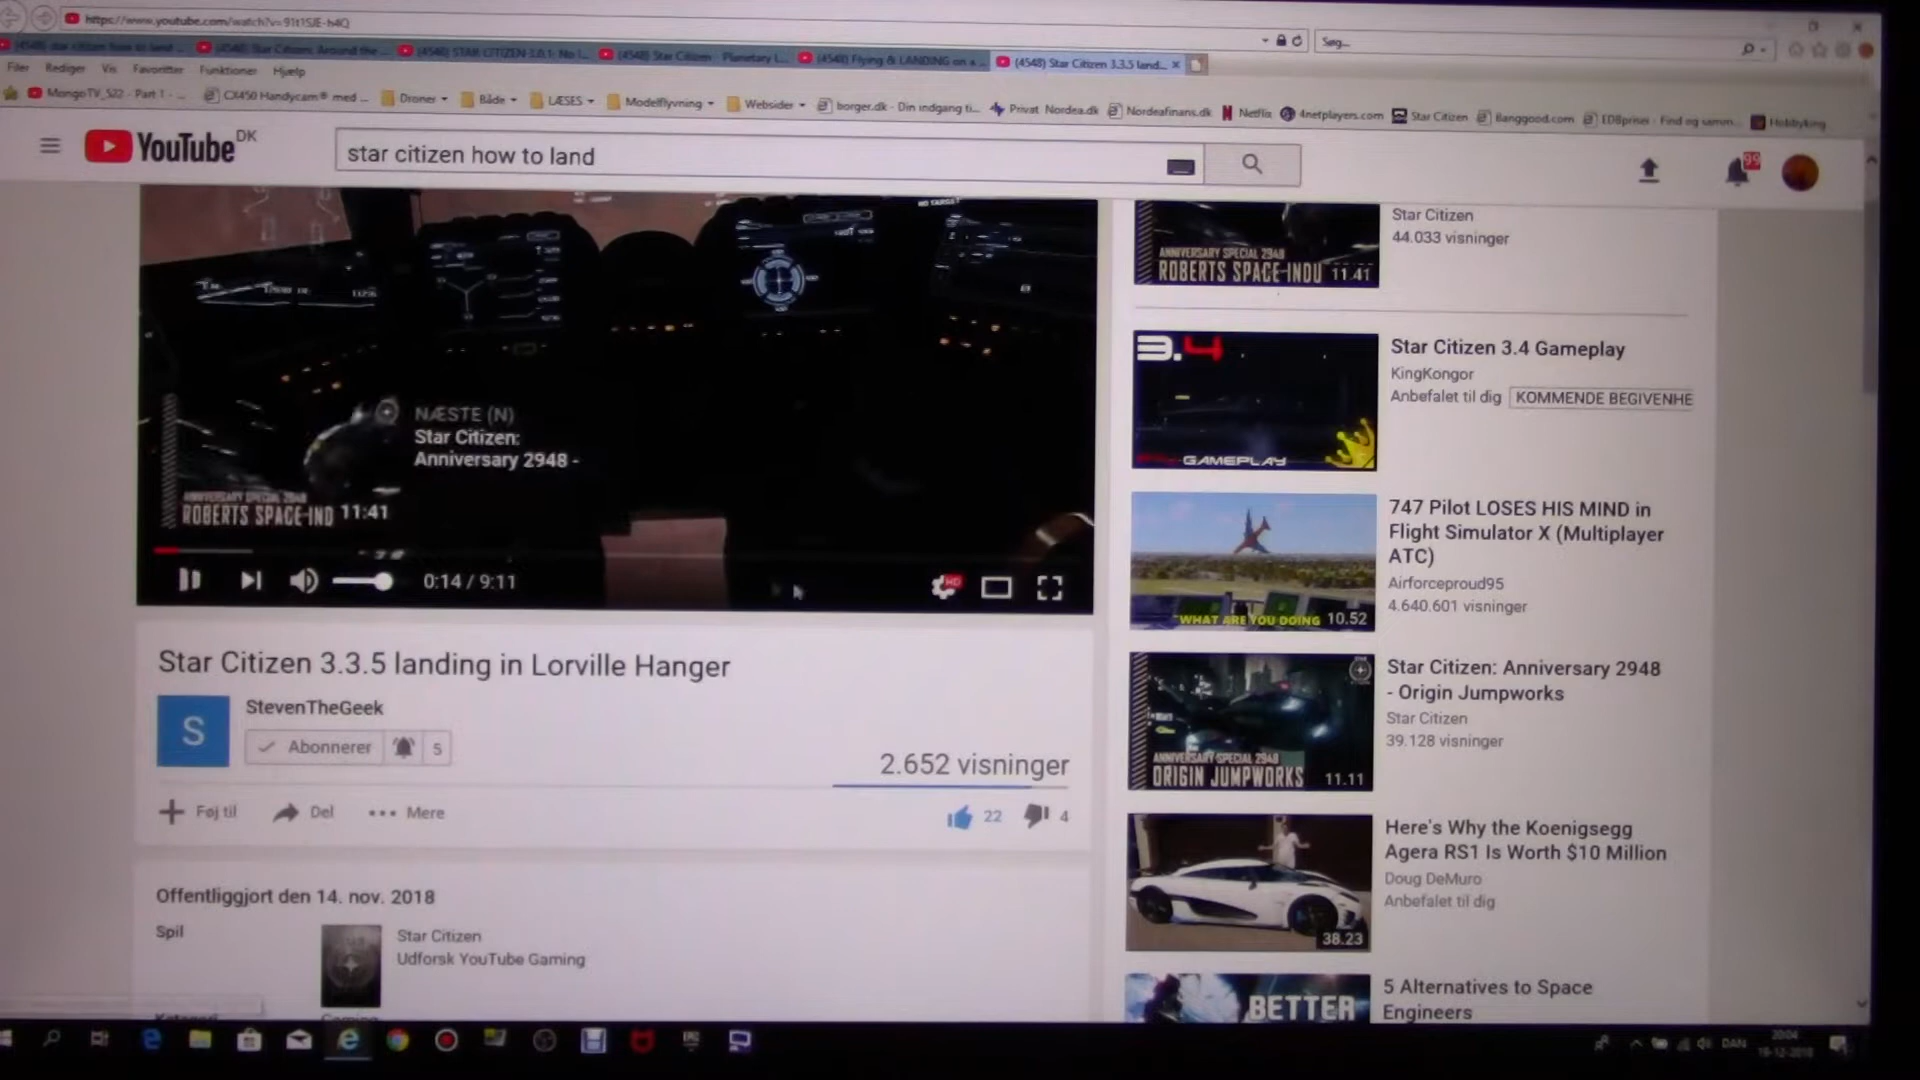 https://www.youtube.com/watch?v=91t1SJE-h4Q
Søg...
(4548) Star Citizen: Around the ...
(4548) STAR CITIZEN 3.0.1: No I...
(4548) Star Citizen - Planetary L...
(4548) Flying & LANDING on a ...
(4548) Star Citizen 3.3.5 land...
Filer Rediger Vis Favoritter Funktioner Hjælp
MongoTV_S22 - Part 1 - ...
CX450 Handycam® med ...
Droner
Både
LÆSES
Modelflyvning
Websider
borger.dk - Din indgang ti...
Privat Nordea.dk
Nordeafinans.dk
Netflix
4netplayers.com
Star Citizen
Banggood.com
EDBpriser - Find og samm...
Hobbyking
YouTube DK
star citizen how to land
99
NO TARGET
NÆSTE (N)
Star Citizen:
Anniversary 2948 -
ANNIVERSARY SPECIAL 2948
ROBERTS SPACE IND 11:41
0:14 / 9:11
HD
Star Citizen 3.3.5 landing in Lorville Hanger
S
StevenTheGeek
Abonnerer 5
2.652 visninger
Føj til Del Mere
22 4
Offentliggjort den 14. nov. 2018
Spil
Star Citizen
Udforsk YouTube Gaming
Star Citizen
44.033 visninger
ANNIVERSARY SPECIAL 2948
ROBERTS SPACE INDU 11.41
3.4
GAMEPLAY
Star Citizen 3.4 Gameplay
KingKongor
Anbefalet til dig KOMMENDE BEGIVENHE
"WHAT ARE YOU DOING 10.52
747 Pilot LOSES HIS MIND in
Flight Simulator X (Multiplayer
ATC)
Airforceproud95
4.640.601 visninger
ANNIVERSARY SPECIAL 2948
ORIGIN JUMPWORKS 11.11
Star Citizen: Anniversary 2948
- Origin Jumpworks
Star Citizen
39.128 visninger
38.23
Here's Why the Koenigsegg
Agera RS1 Is Worth $10 Million
Doug DeMuro
Anbefalet til dig
BETTER
5 Alternatives to Space
Engineers
DAN
20:04